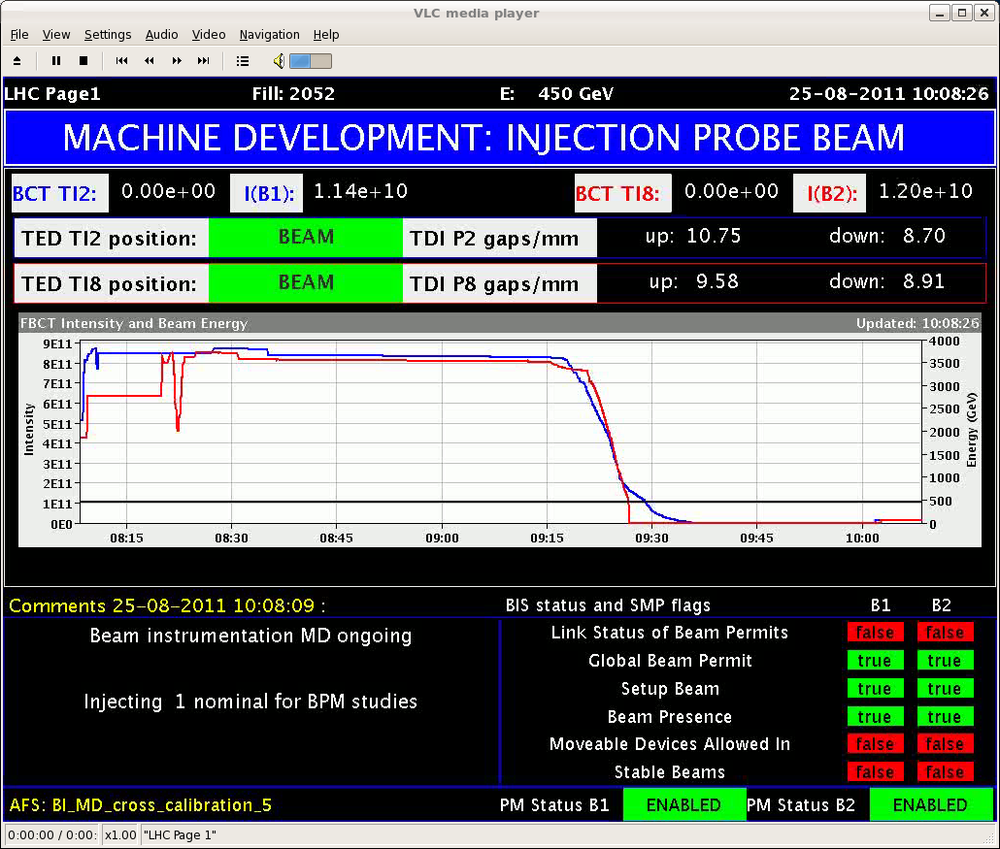 VLC media player
File View Settings Audio Video Navigation Help
LHC Page1 Fill: 2052 E: 450 GeV 25-08-2011 10:08:26
MACHINE DEVELOPMENT: INJECTION PROBE BEAM
BCT TI2: 0.00e+00 I(B1): 1.14e+10 BCT TI8: 0.00e+00 I(B2): 1.20e+10
TED TI2 position: BEAM TDI P2 gaps/mm up: 10.75 down: 8.70
TED TI8 position: BEAM TDI P8 gaps/mm up: 9.58 down: 8.91
FBCT Intensity and Beam Energy Updated: 10:08:26
Intensity
9E11
8E11
7E11
6E11
5E11
4E11
3E11
2E11
1E11
0E0
4000
3500
3000
2500
2000
1500
1000
500
0
Energy (GeV)
08:15 08:30 08:45 09:00 09:15 09:30 09:45 10:00
Comments 25-08-2011 10:08:09 :
Beam instrumentation MD ongoing
Injecting 1 nominal for BPM studies
BIS status and SMP flags B1 B2
Link Status of Beam Permits false false
Global Beam Permit true true
Setup Beam true true
Beam Presence true true
Moveable Devices Allowed In false false
Stable Beams false false
AFS: BI_MD_cross_calibration_5 PM Status B1 ENABLED PM Status B2 ENABLED
0:00:00 / 0:00: x1.00 "LHC Page 1"